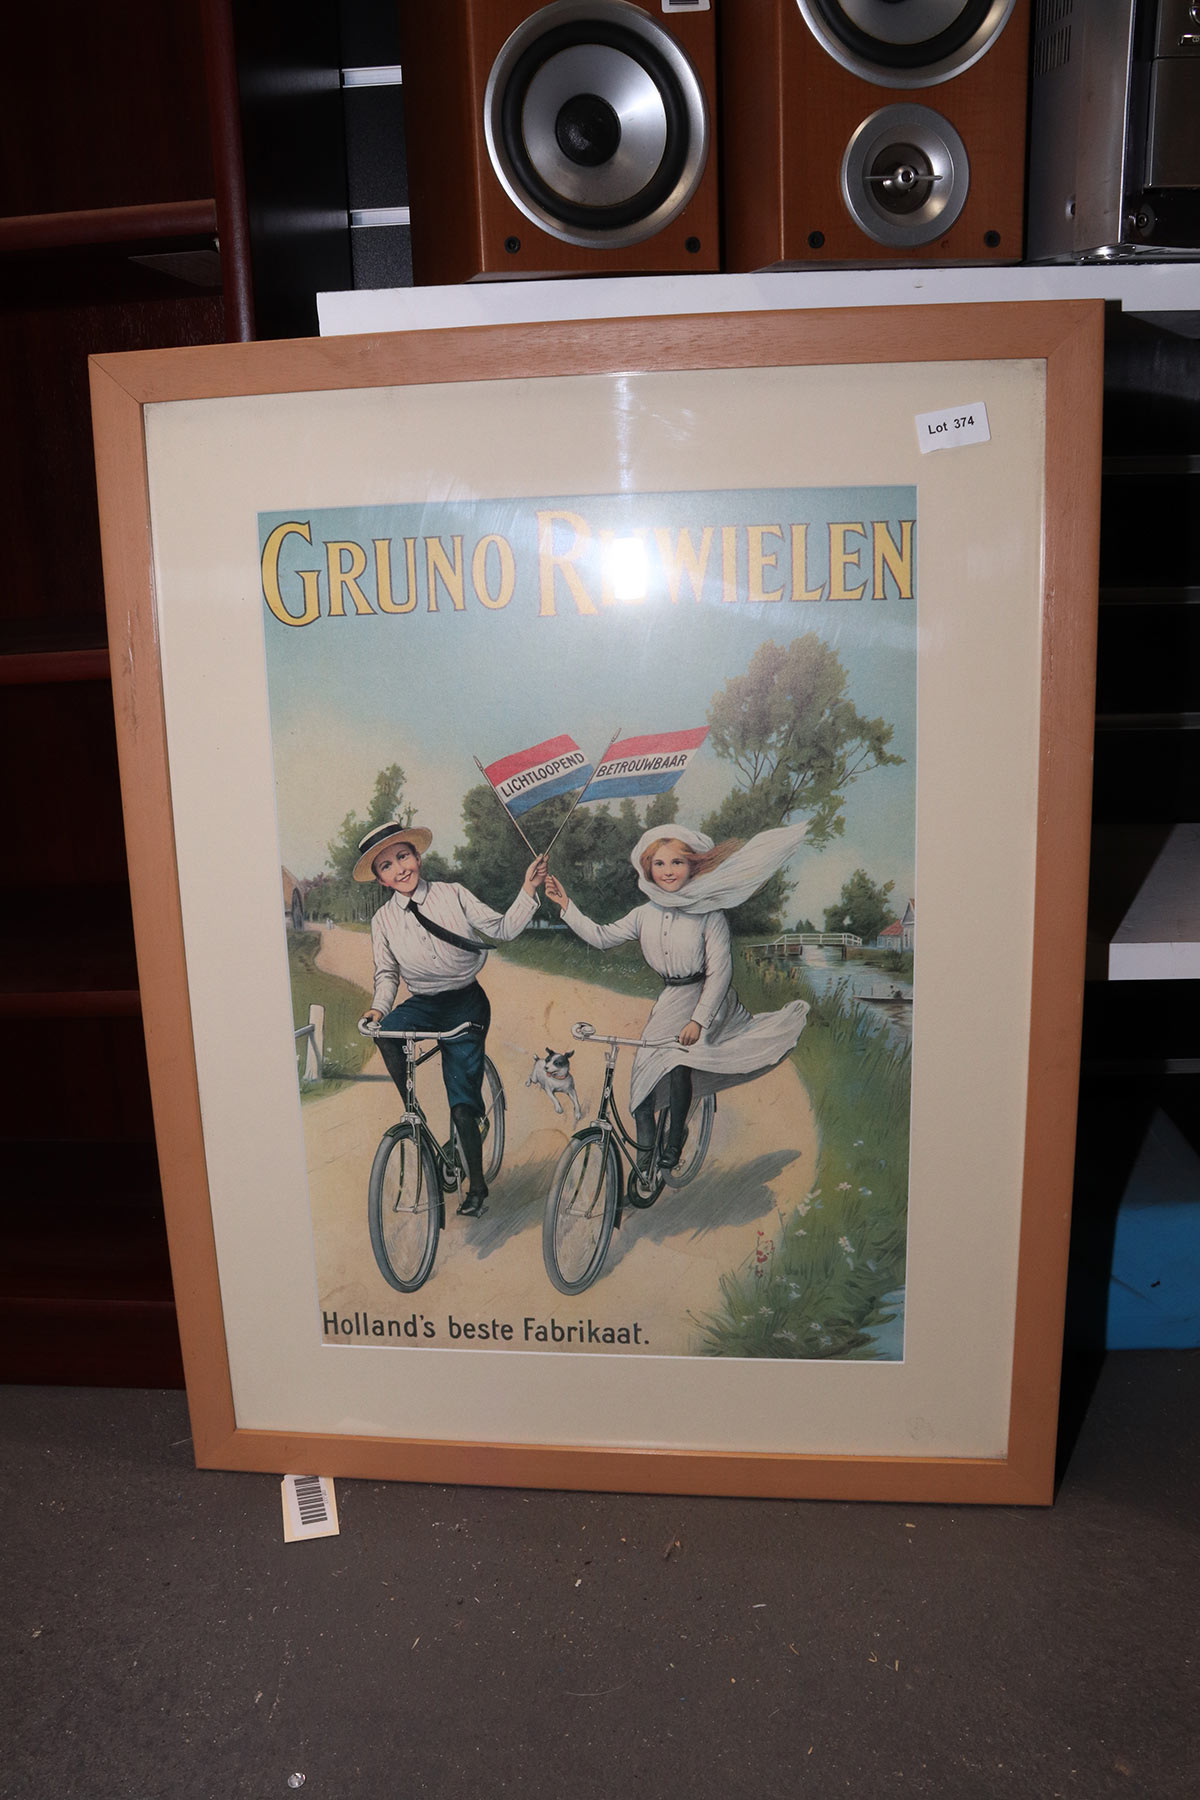 Lot 374
GRUNO
LICHTLOOPEND
BETROUWBAAR
Holland's beste Fabrikaat.